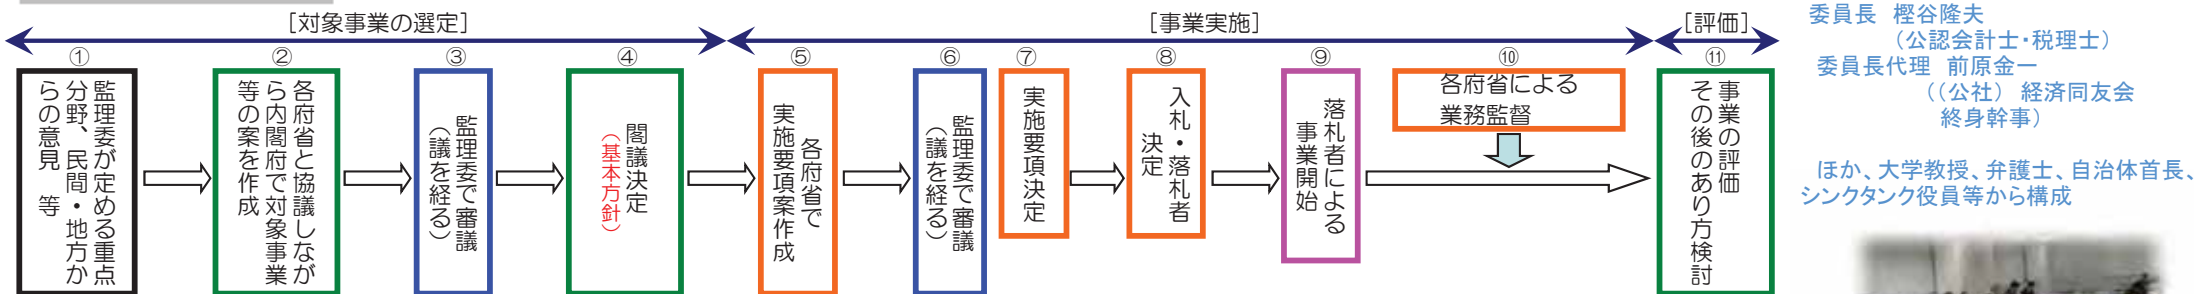 [対象事業の選定]
[事業実施]
[評価]
①
監理委が定める重点
分野、民間・地方か
らの意見 等
②
各府省と協議しなが
ら内閣府で対象事業
等の案を作成
③
監理委で審議
(議を経る)
④
閣議決定
(基本方針)
⑤
各府省で
実施要項案作成
⑥
監理委で審議
(議を経る)
⑦
実施要項決定
⑧
入札・落札者
決定
⑨
落札者による
事業開始
⑩
各府省による
業務監督
⑪
事業の評価
その後のあり方検討
委員長 樫谷隆夫
(公認会計士・税理士)
委員長代理 前原金一
((公社) 経済同友会
終身幹事)
ほか、大学教授、弁護士、自治体首長、
シンクタンク役員等から構成